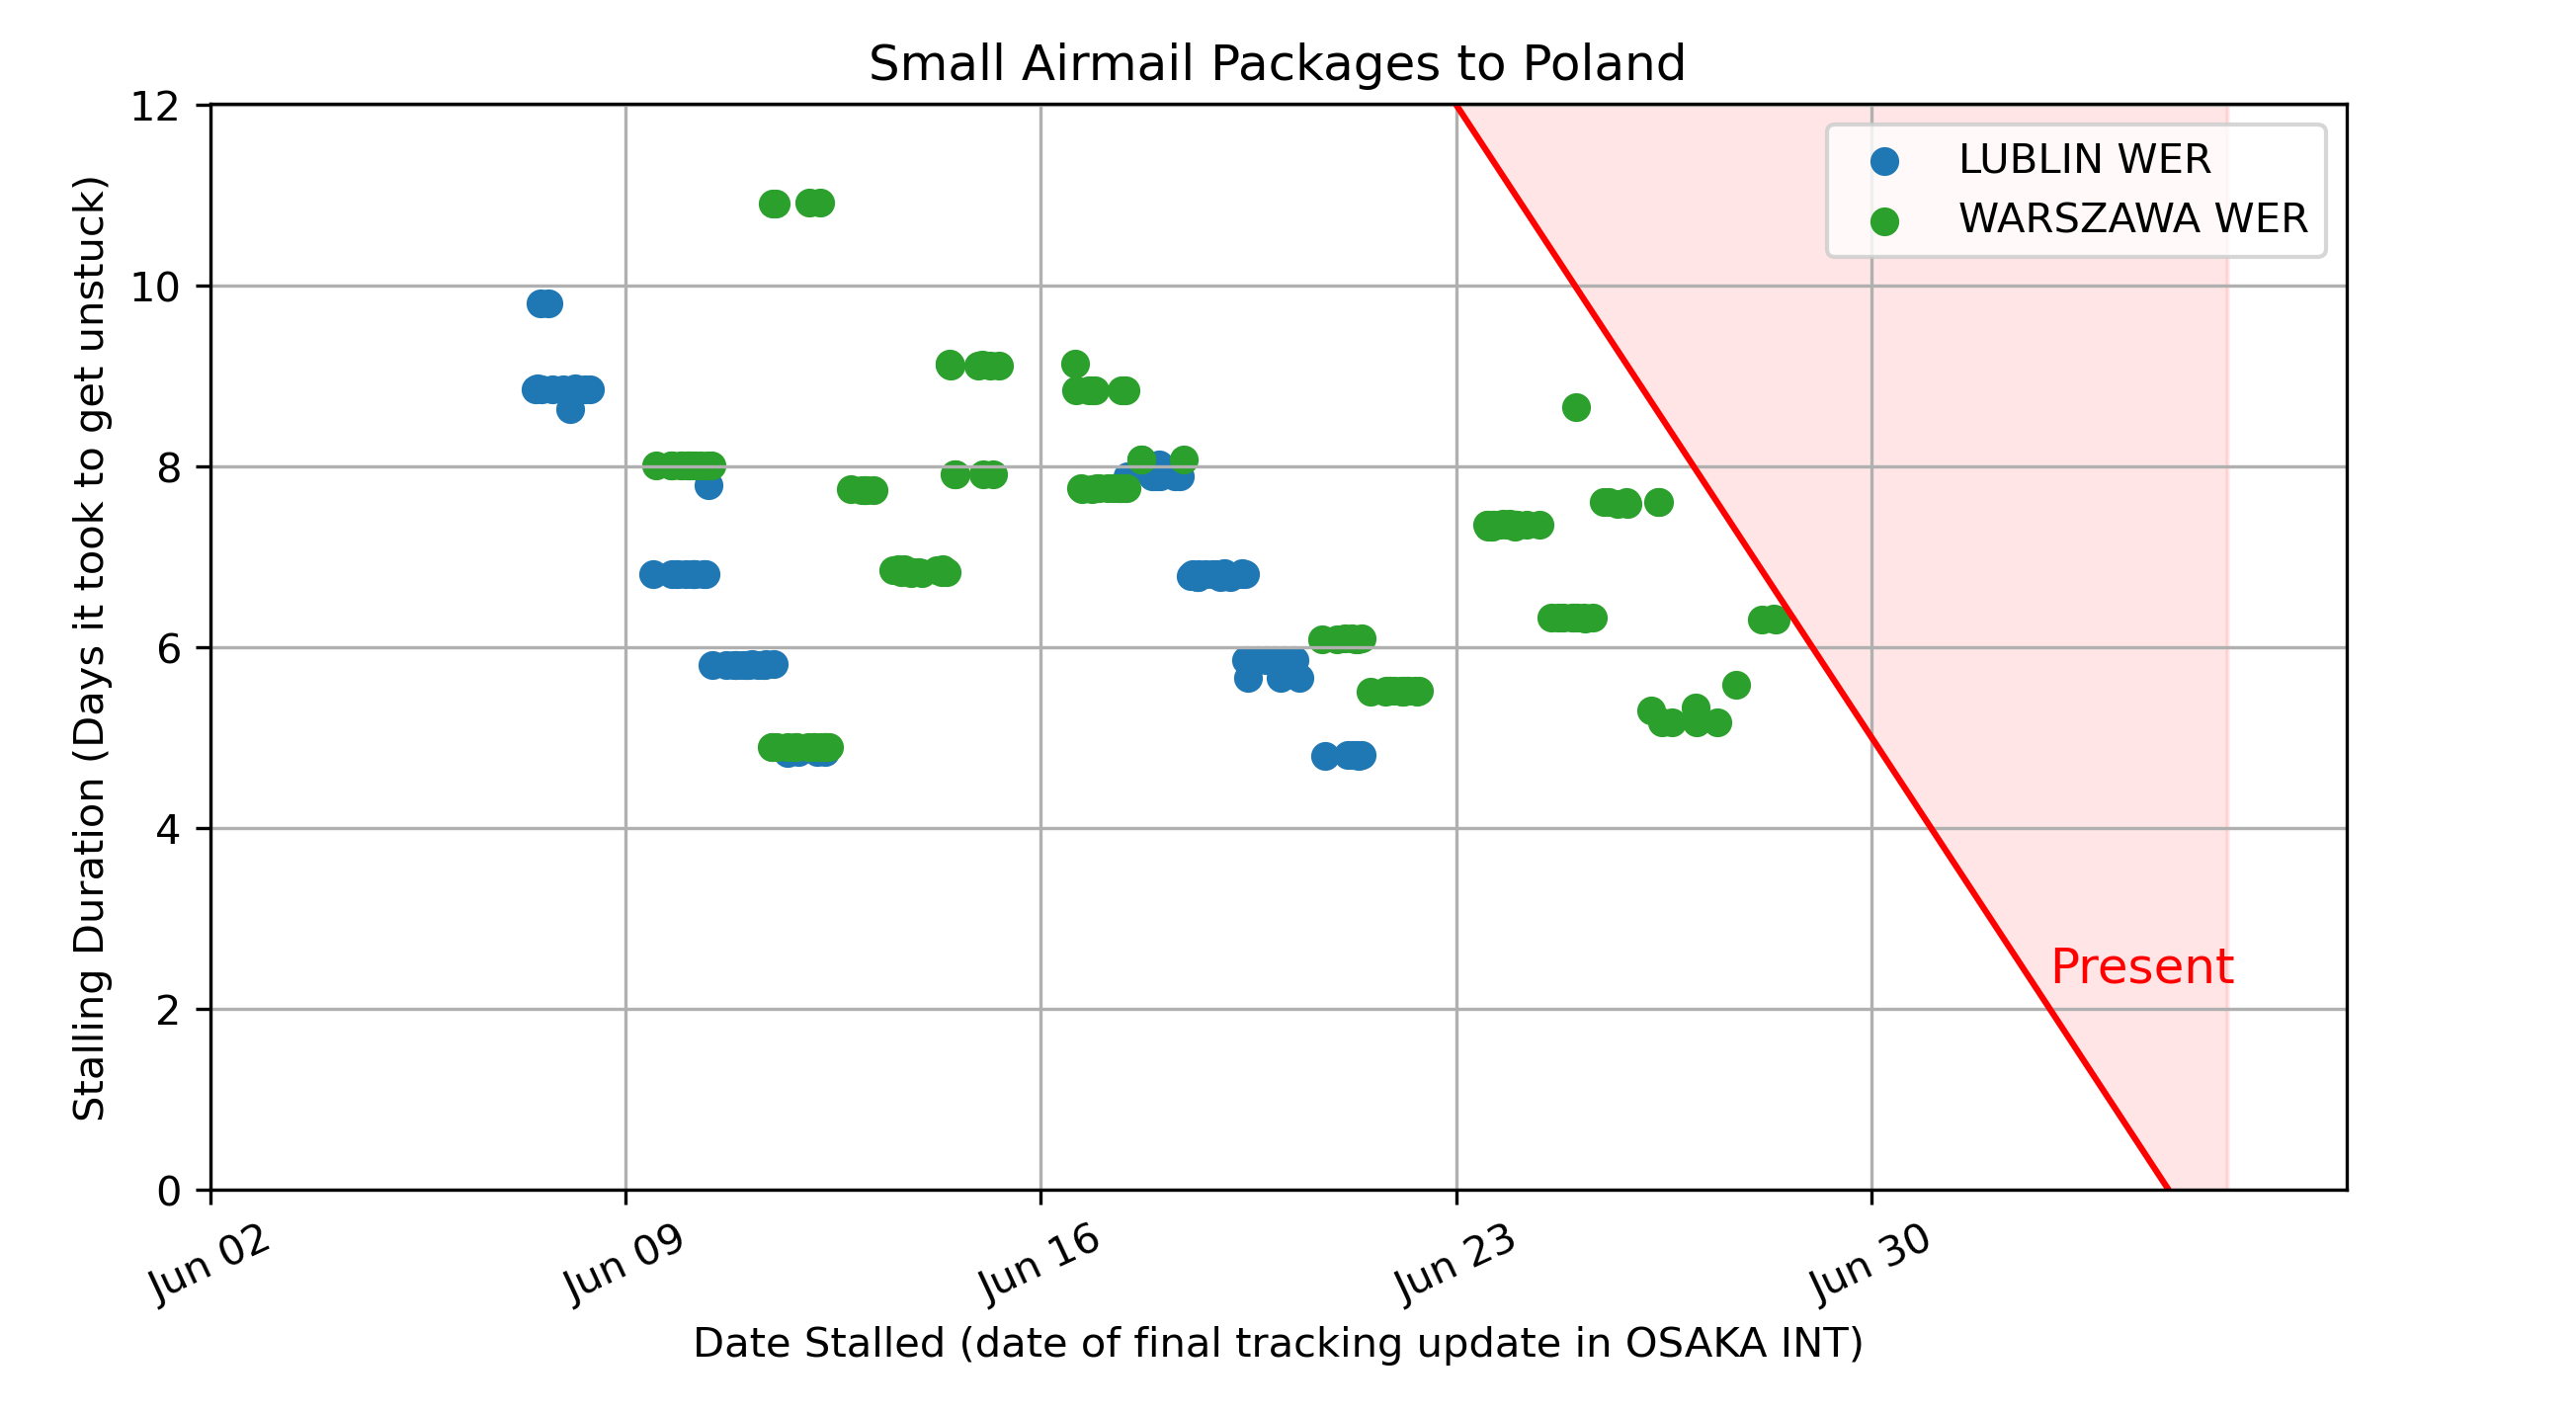 Small Airmail Packages to Poland
12
10
8
6
4
2
0
Stalling Duration (Days it took to get unstuck)
LUBLIN WER
WARSZAWA WER
Present
Jun 02
Jun 09
Jun 16
Jun 23
Jun 30
Date Stalled (date of final tracking update in OSAKA INT)